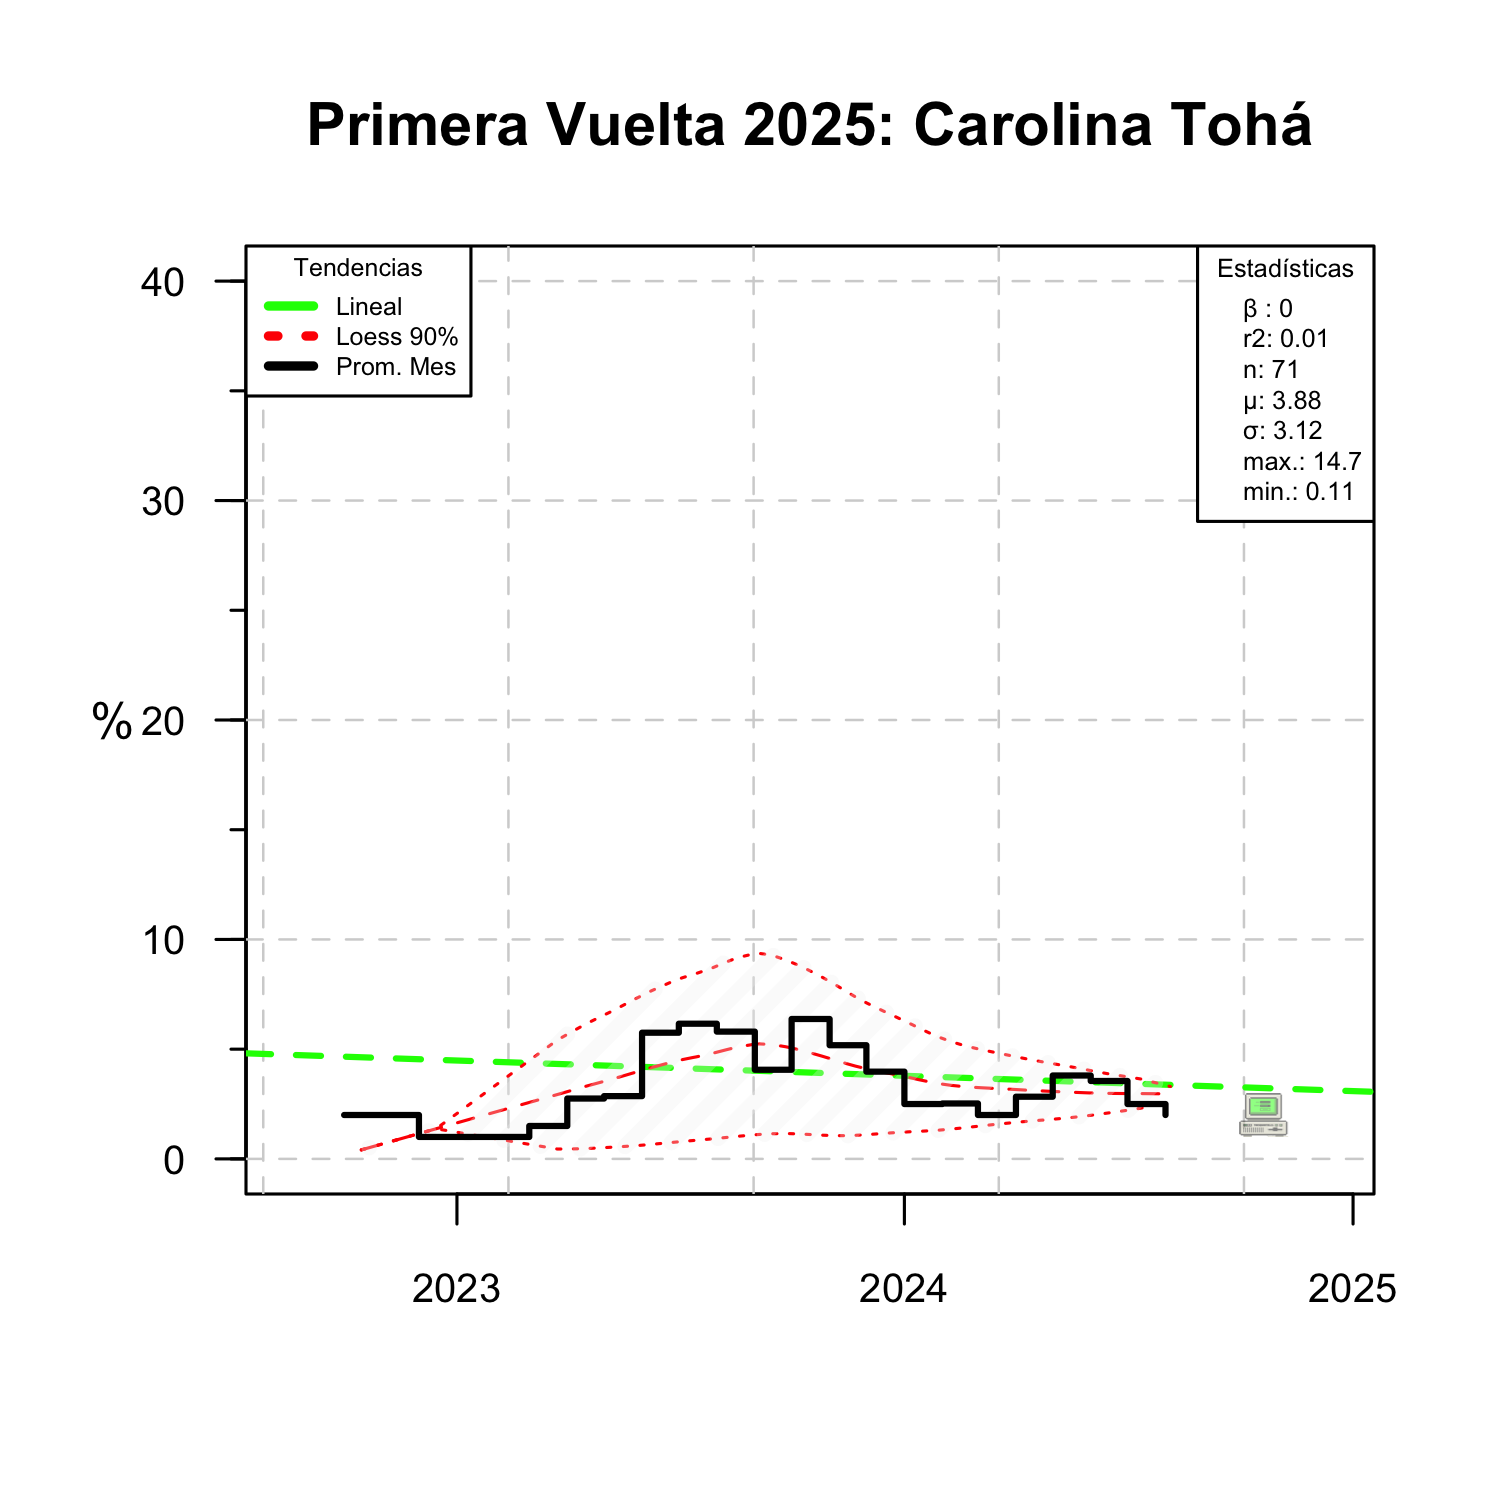 Primera Vuelta 2025: Carolina Tohá
Tendencias
Lineal
Loess 90%
Prom. Mes
Estadísticas
β : 0
r2: 0.01
n: 71
μ: 3.88
σ: 3.12
max.: 14.7
min.: 0.11
40
30
% 20
10
0
2023 2024 2025